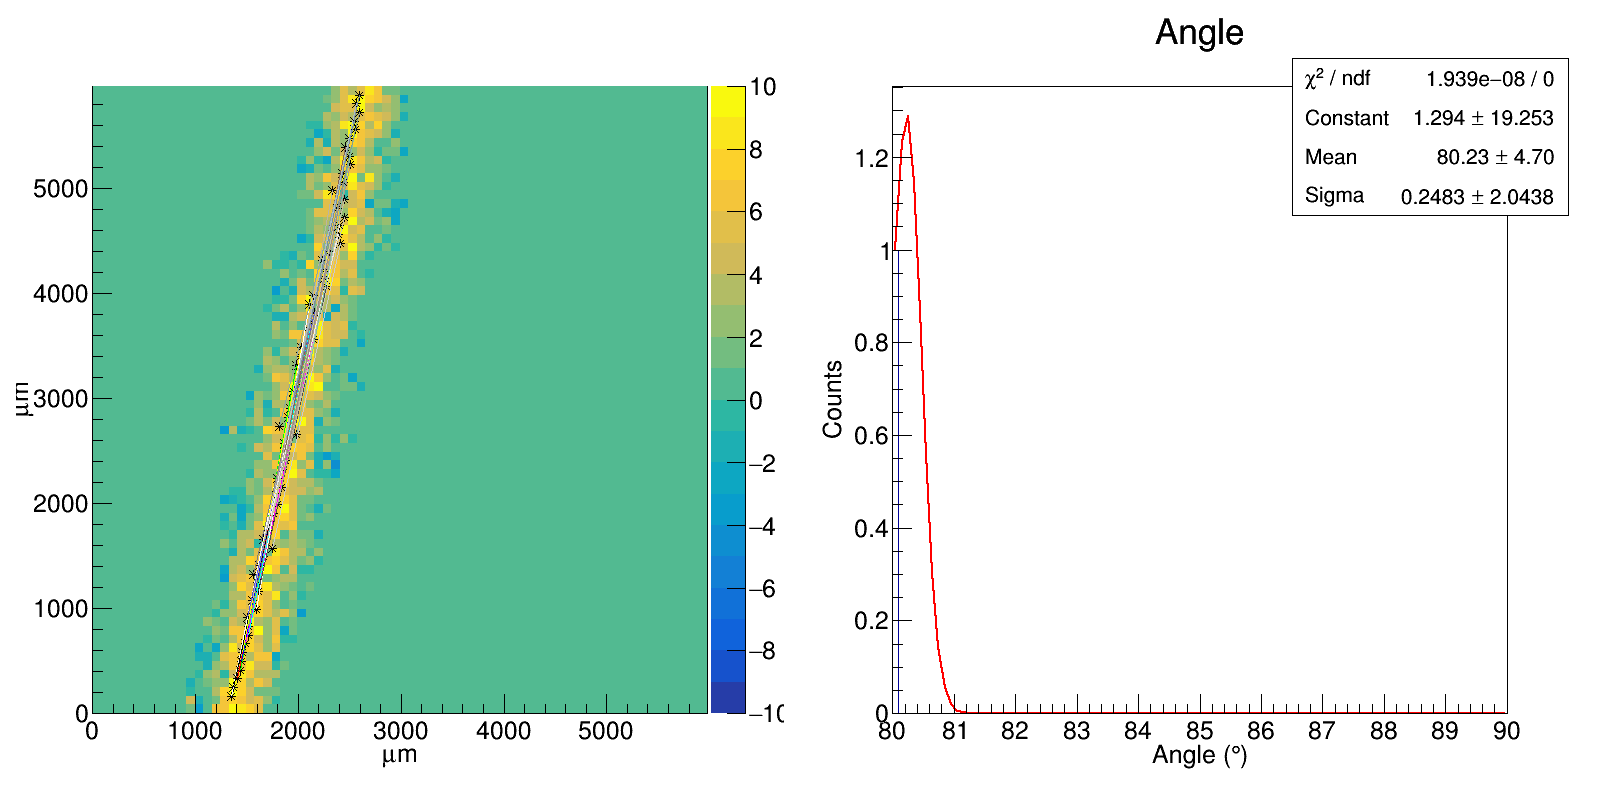 Angle
χ² / ndf 1.939e−08 / 0
Constant 1.294 ± 19.253
Mean 80.23 ± 4.70
Sigma 0.2483 ± 2.0438
5000
4000
3000
2000
1000
0
μm
0 1000 2000 3000 4000 5000
μm
10
8
6
4
2
0
−2
−4
−6
−8
−10
1.2
1
0.8
0.6
0.4
0.2
0
Counts
80 81 82 83 84 85 86 87 88 89 90
Angle (°)